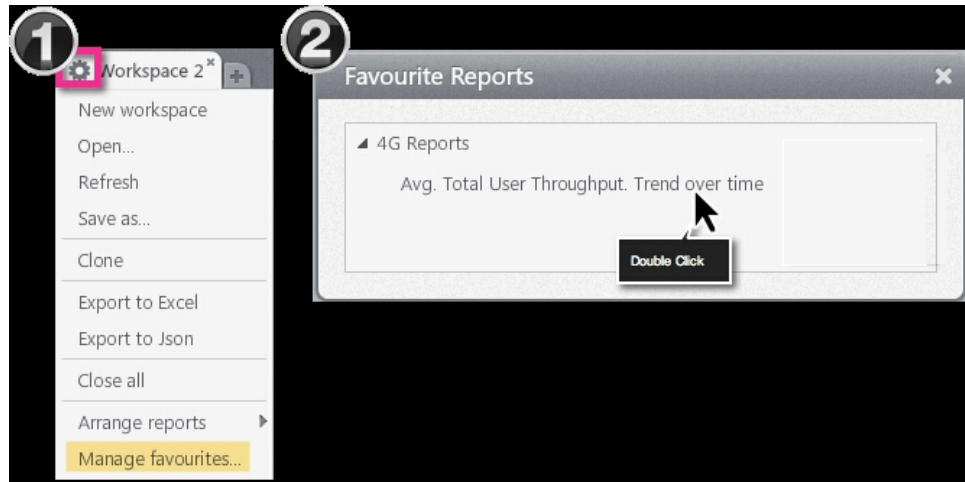 1
Workspace 2 ×
+
New workspace
Open...
Refresh
Save as...
Clone
Export to Excel
Export to Json
Close all
Arrange reports
Manage favourites...
2
Favourite Reports
4G Reports
Avg. Total User Throughput. Trend over time
Double Click